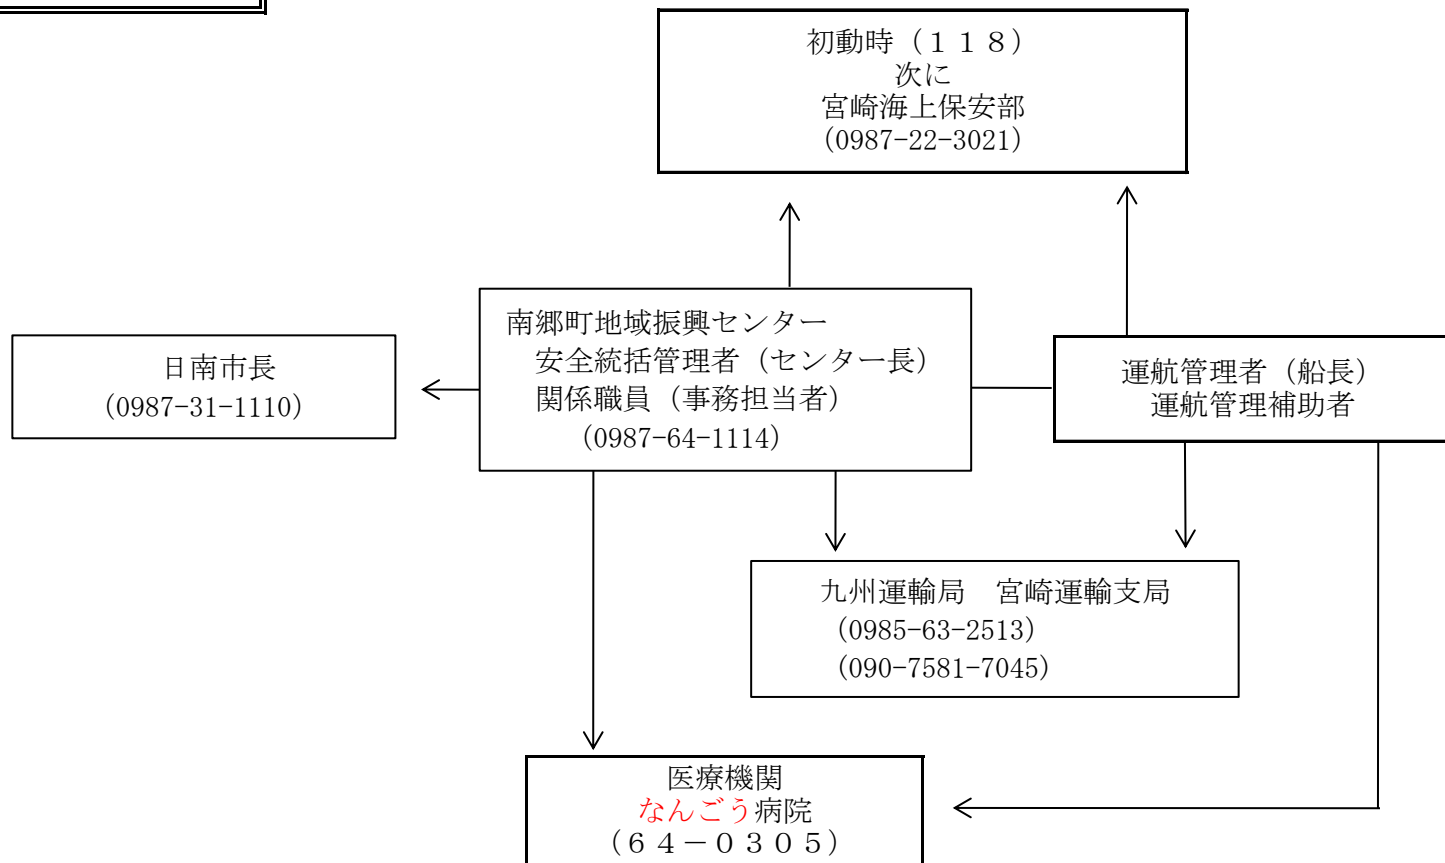 初動時（１１８）
次に
宮崎海上保安部
(0987-22-3021)
南郷町地域振興センター
安全統括管理者（センター長）
関係職員（事務担当者）
(0987-64-1114)
日南市長
(0987-31-1110)
運航管理者（船長）
運航管理補助者
九州運輸局　宮崎運輸支局
(0985-63-2513)
(090-7581-7045)
医療機関
なんごう病院
（６４－０３０５）